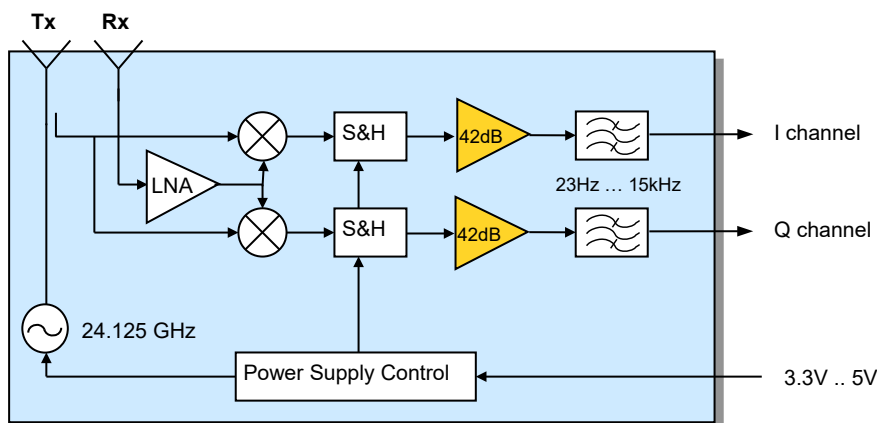 Tx Rx
S&H
42dB
I channel
LNA
23Hz ... 15kHz
S&H
42dB
Q channel
24.125 GHz
Power Supply Control
3.3V .. 5V